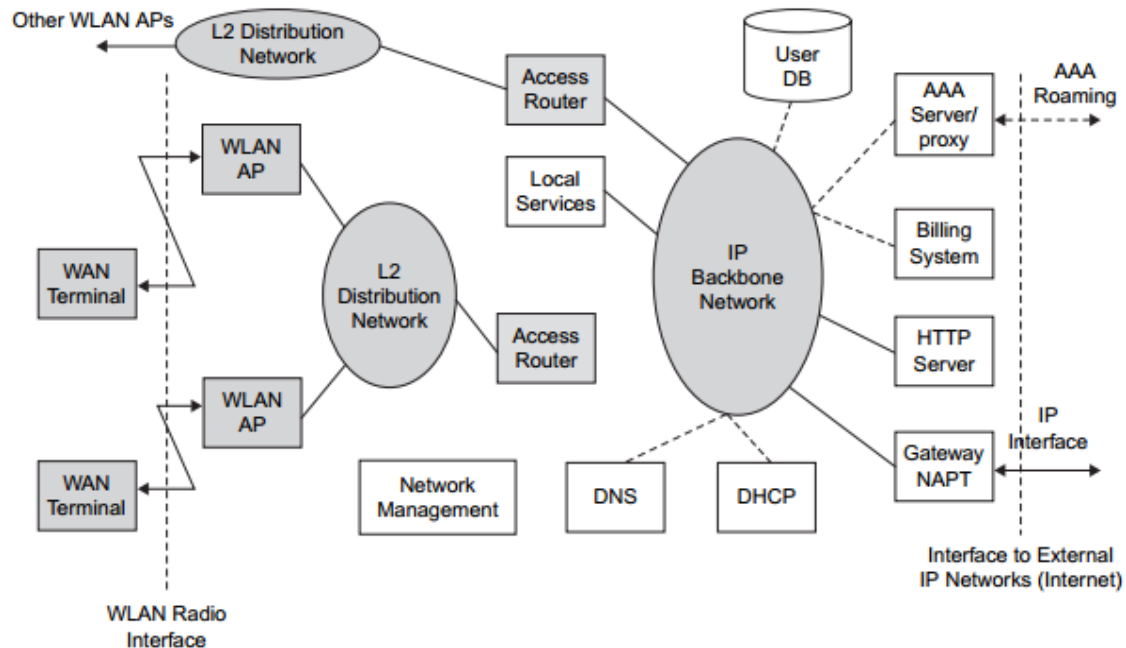 Other WLAN APs
L2 Distribution
Network
Access
Router
User
DB
AAA
Server/
proxy
AAA
Roaming
WLAN
AP
Local
Services
Billing
System
WAN
Terminal
L2
Distribution
Network
IP
Backbone
Network
Access
Router
HTTP
Server
WLAN
AP
IP
Interface
Gateway
NAPT
WAN
Terminal
Network
Management
DNS
DHCP
Interface to External
IP Networks (Internet)
WLAN Radio
Interface